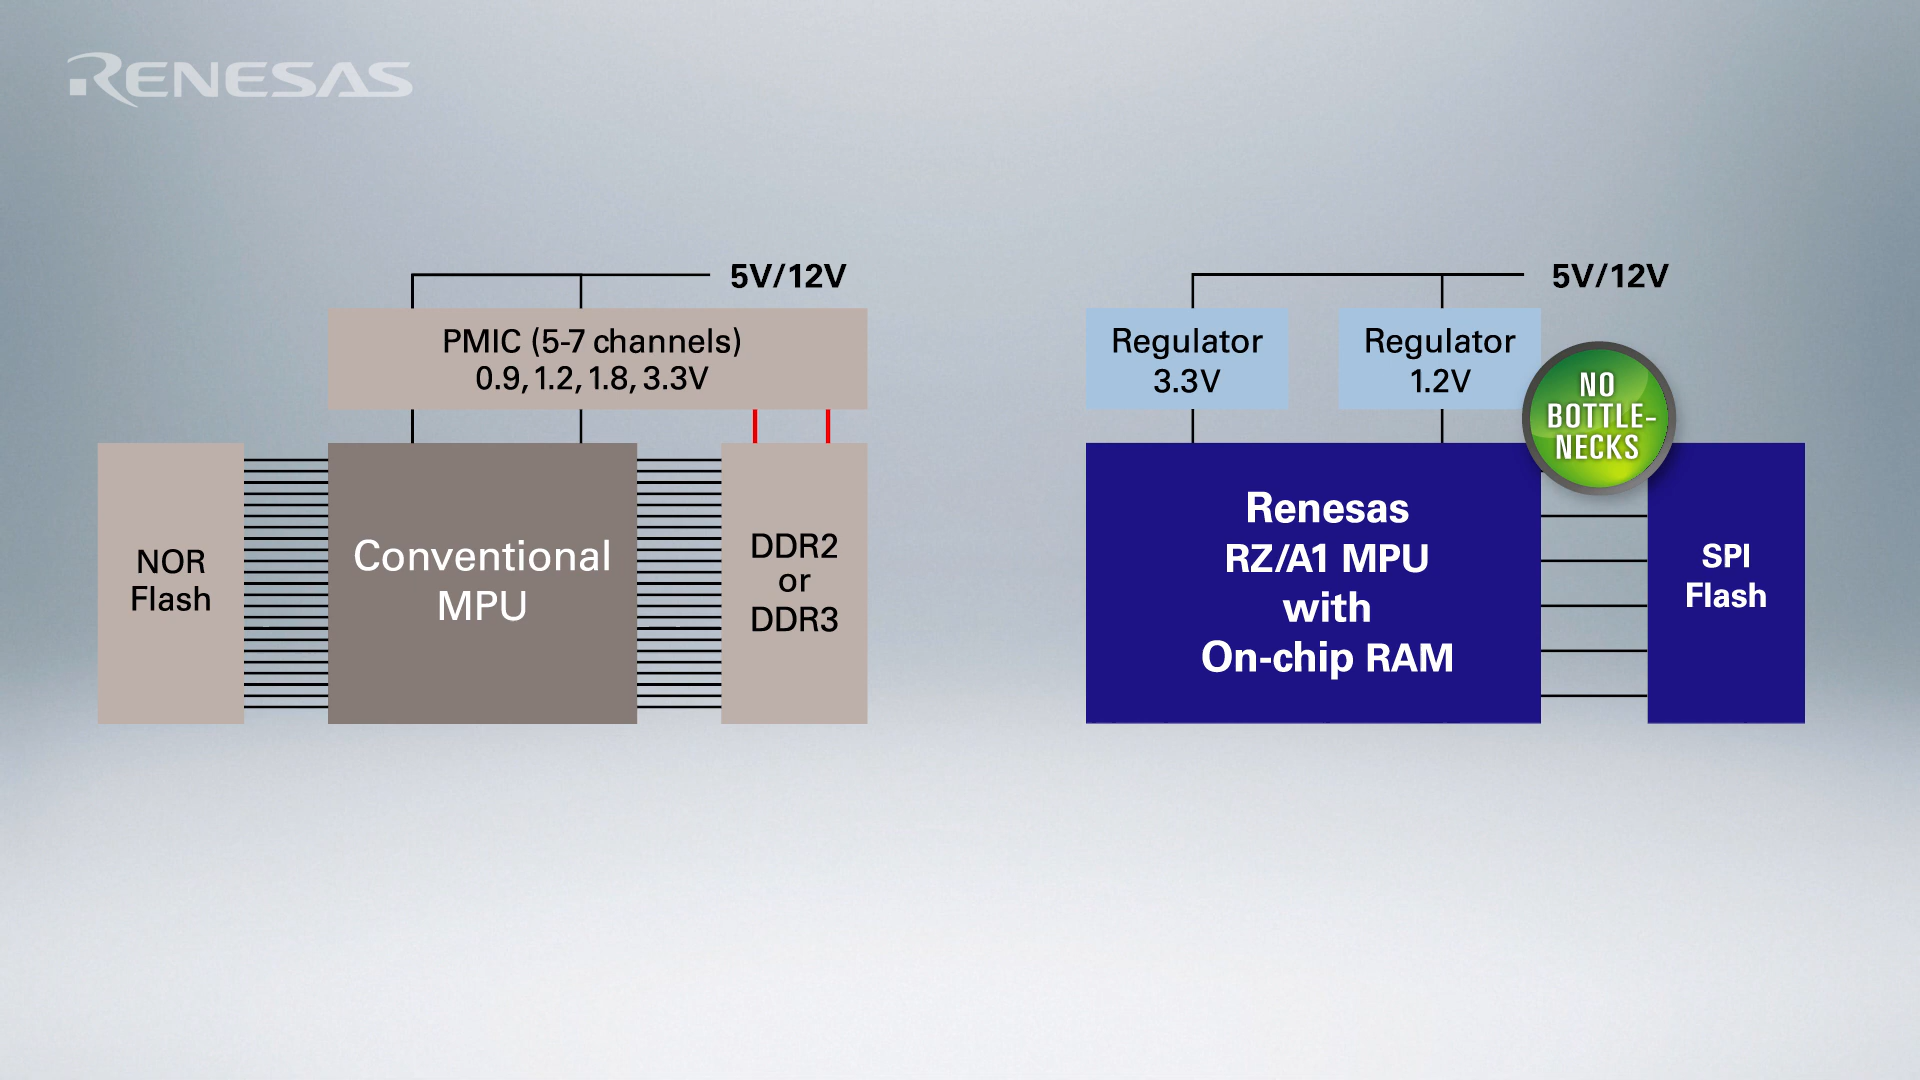 RENESAS
5V/12V
PMIC (5-7 channels)
0.9, 1.2, 1.8, 3.3V
NOR
Flash
Conventional
MPU
DDR2
or
DDR3
5V/12V
Regulator
3.3V
Regulator
1.2V
NO
BOTTLE-
NECKS
Renesas
RZ/A1 MPU
with
On-chip RAM
SPI
Flash